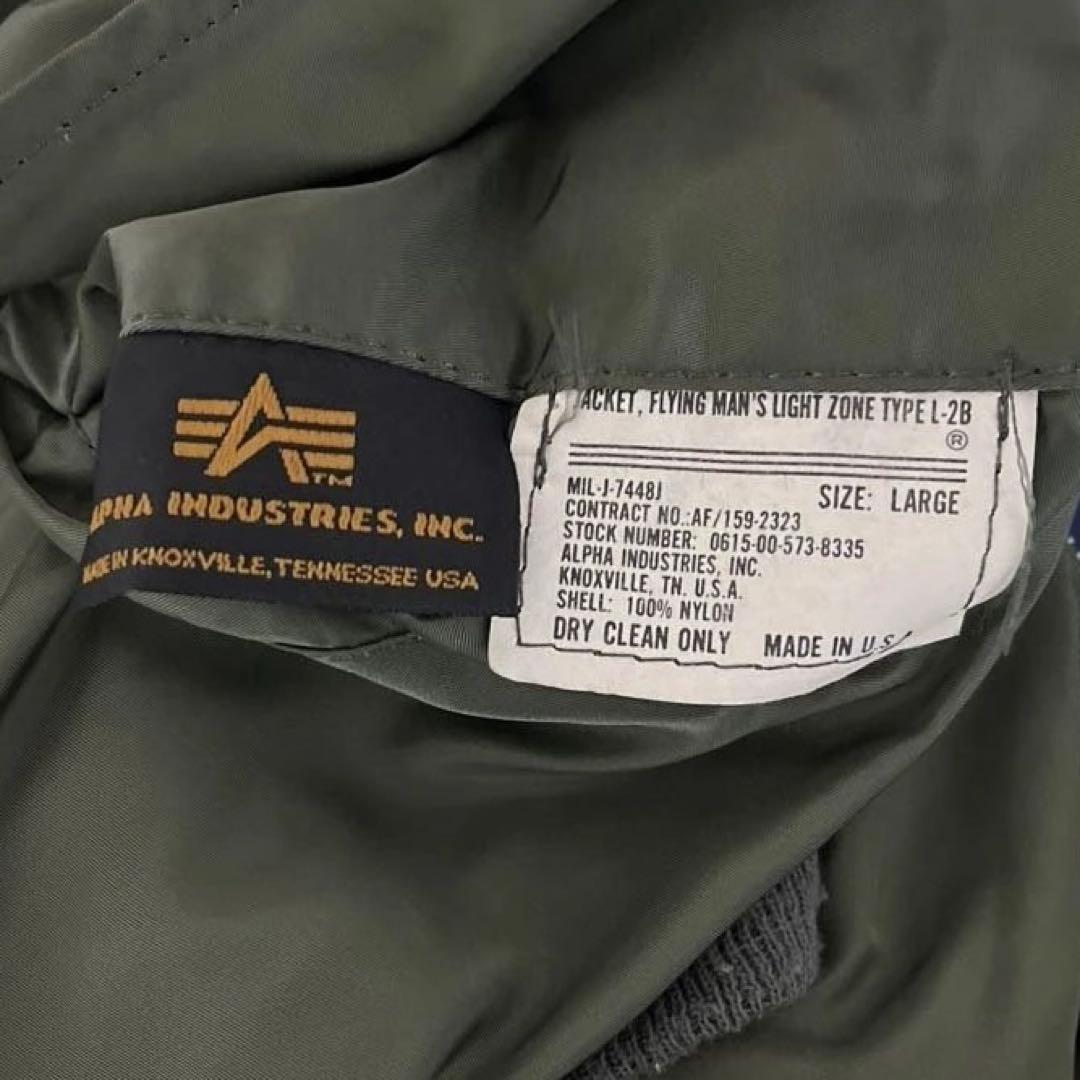 TM
ALPHA INDUSTRIES, INC.
MADE IN KNOXVILLE, TENNESSEE USA
JACKET, FLYING MAN'S LIGHT ZONE TYPE L-2B
®
MIL-J-7448J SIZE: LARGE
CONTRACT NO.:AF/159-2323
STOCK NUMBER: 0615-00-573-8335
ALPHA INDUSTRIES, INC.
KNOXVILLE, TN. U.S.A.
SHELL: 100% NYLON
DRY CLEAN ONLY MADE IN U.S.A